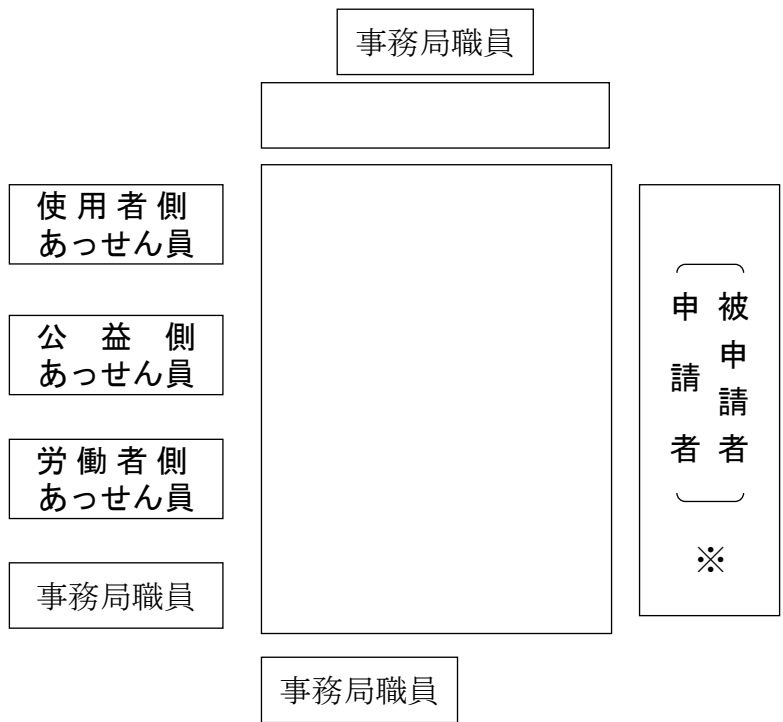 事務局職員
使用者側
あっせん員
公益側
あっせん員
労働者側
あっせん員
事務局職員
被申請者
申請者
※
事務局職員